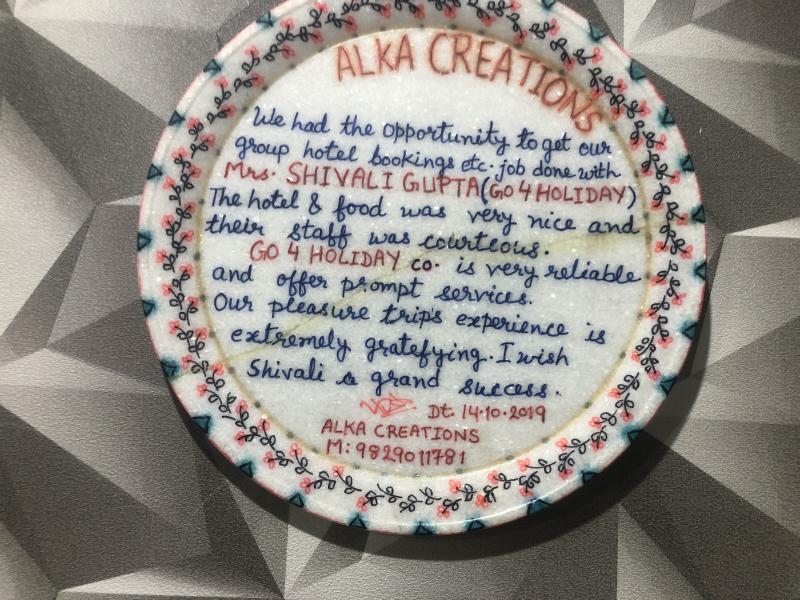 ALKA CREATIONS
We had the opportunity to get our
group hotel bookings etc. job done with
Mrs. SHIVALI GUPTA (GO 4 HOLIDAY)
The hotel & food was very nice and
their staff was courteous.
GO 4 HOLIDAY co. is very reliable
and offer prompt services.
Our pleasure trips experience is
extremely gratefying. I wish
Shivali a grand success.
Dt. 14.10.2019
ALKA CREATIONS
M: 9829011781